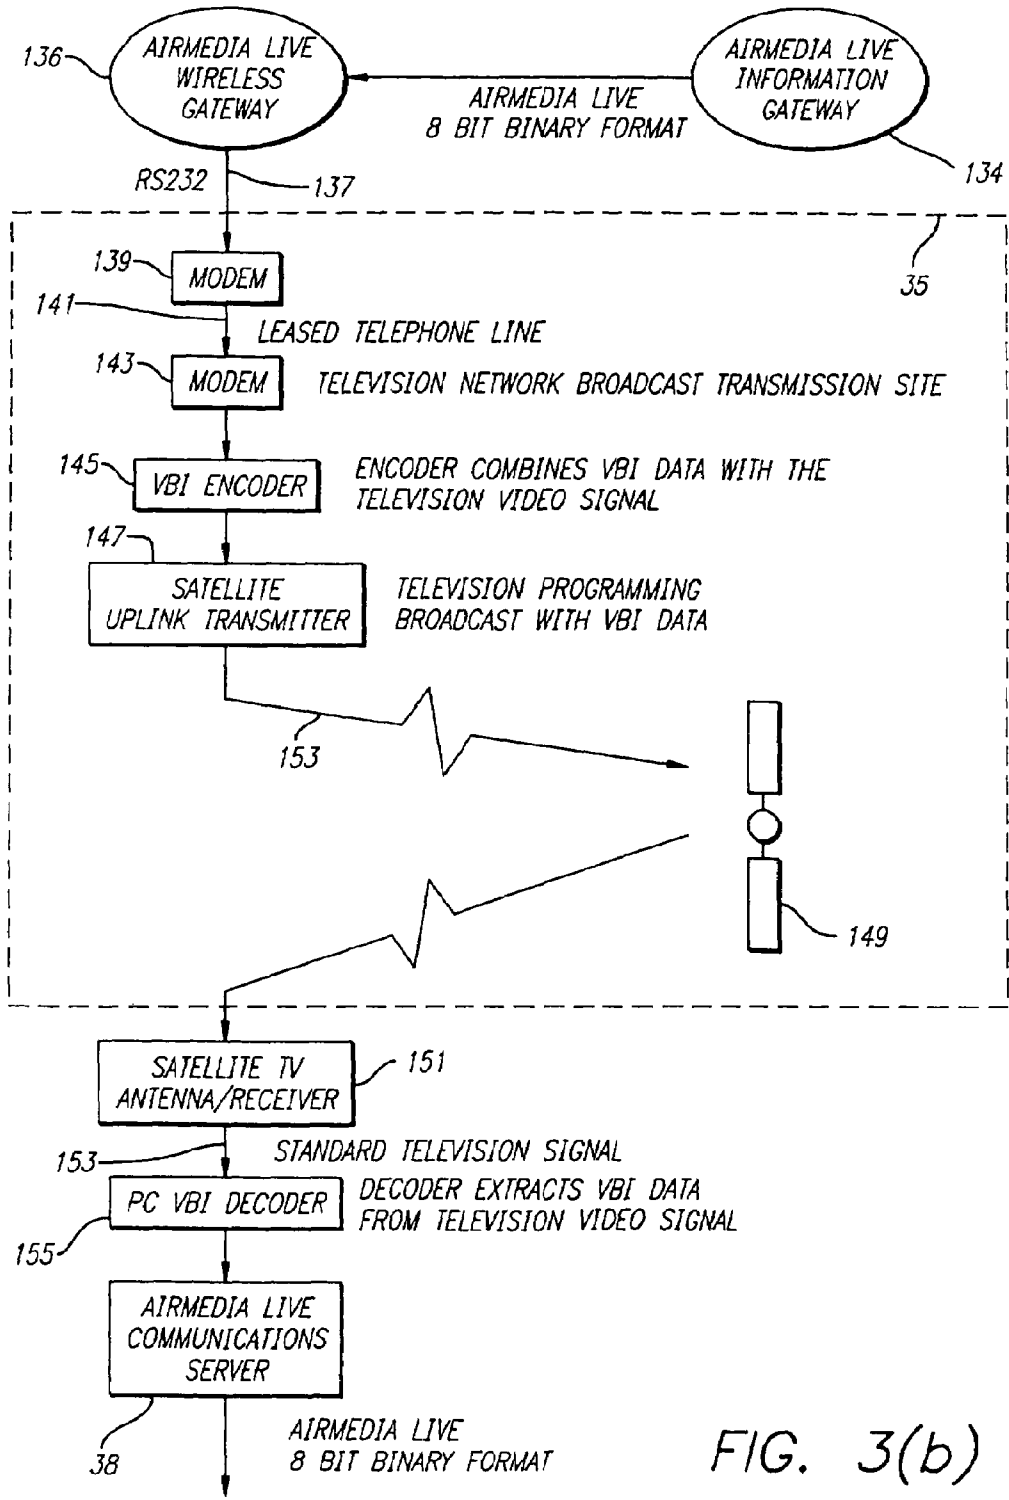 136
AIRMEDIA LIVE
WIRELESS
GATEWAY
AIRMEDIA LIVE
INFORMATION
GATEWAY
AIRMEDIA LIVE
8 BIT BINARY FORMAT
134
RS232
137
35
139
MODEM
141
LEASED TELEPHONE LINE
143
MODEM
TELEVISION NETWORK BROADCAST TRANSMISSION SITE
145
VBI ENCODER
ENCODER COMBINES VBI DATA WITH THE
TELEVISION VIDEO SIGNAL
147
SATELLITE
UPLINK TRANSMITTER
TELEVISION PROGRAMMING
BROADCAST WITH VBI DATA
153
149
SATELLITE TV
ANTENNA/RECEIVER
151
153
STANDARD TELEVISION SIGNAL
PC VBI DECODER
DECODER EXTRACTS VBI DATA
FROM TELEVISION VIDEO SIGNAL
155
AIRMEDIA LIVE
COMMUNICATIONS
SERVER
38
AIRMEDIA LIVE
8 BIT BINARY FORMAT
FIG. 3(b)